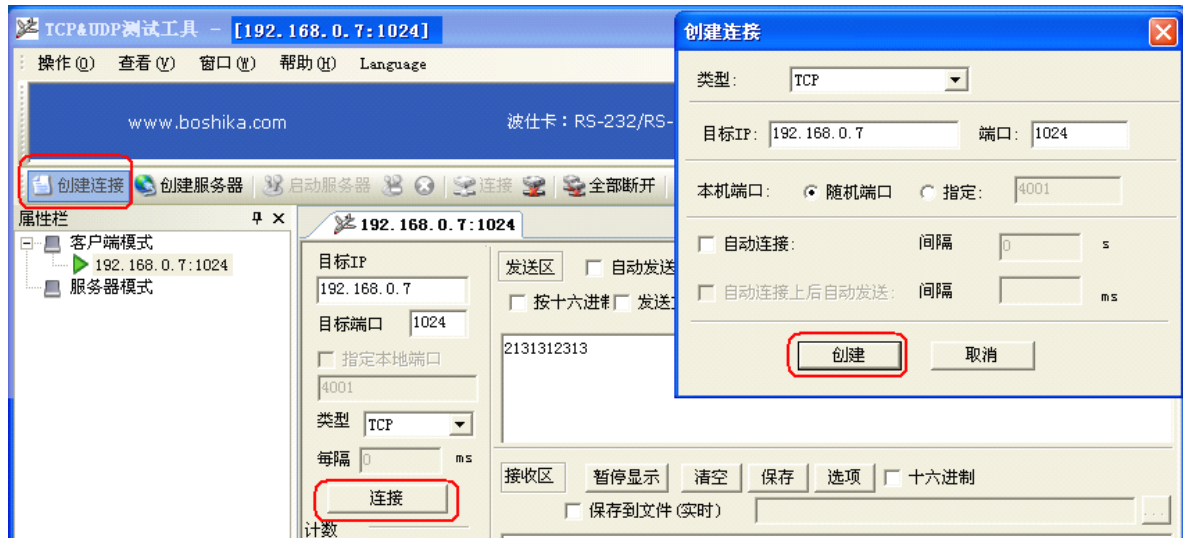 TCP&UDP测试工具 - [192.168.0.7:1024]
操作(O) 查看(V) 窗口(W) 帮助(H) Language
www.boshika.com 波仕卡：RS-232/RS-
创建连接 创建服务器 启动服务器 连接 全部断开
属性栏
客户端模式
192.168.0.7:1024
服务器模式
192.168.0.7:1024
目标IP
192.168.0.7
目标端口 1024
指定本地端口
4001
类型 TCP
每隔 0 ms
连接
计数
发送区 自动发送
按十六进制 发送
2131312313
接收区 暂停显示 清空 保存 选项 十六进制
保存到文件(实时) ...
创建连接
类型: TCP
目标IP: 192.168.0.7 端口: 1024
本机端口: 随机端口 指定: 4001
自动连接: 间隔 0 s
自动连接上后自动发送: 间隔 ms
创建 取消